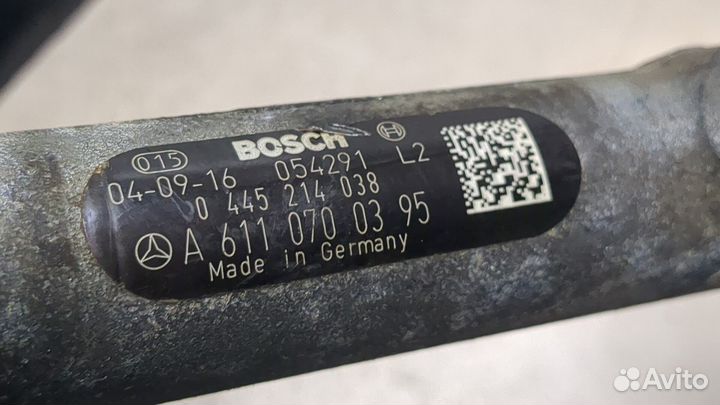 015 BOSCH
04-09-16 054291 L2
0 445 214 038
A 611 070 03 95
Made in Germany
Avito